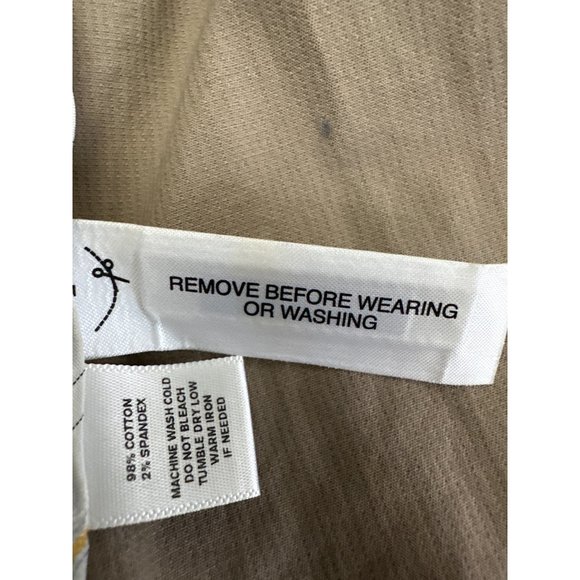 REMOVE BEFORE WEARING
OR WASHING
98% COTTON
2% SPANDEX
MACHINE WASH COLD
DO NOT BLEACH
TUMBLE DRY LOW
WARM IRON
IF NEEDED